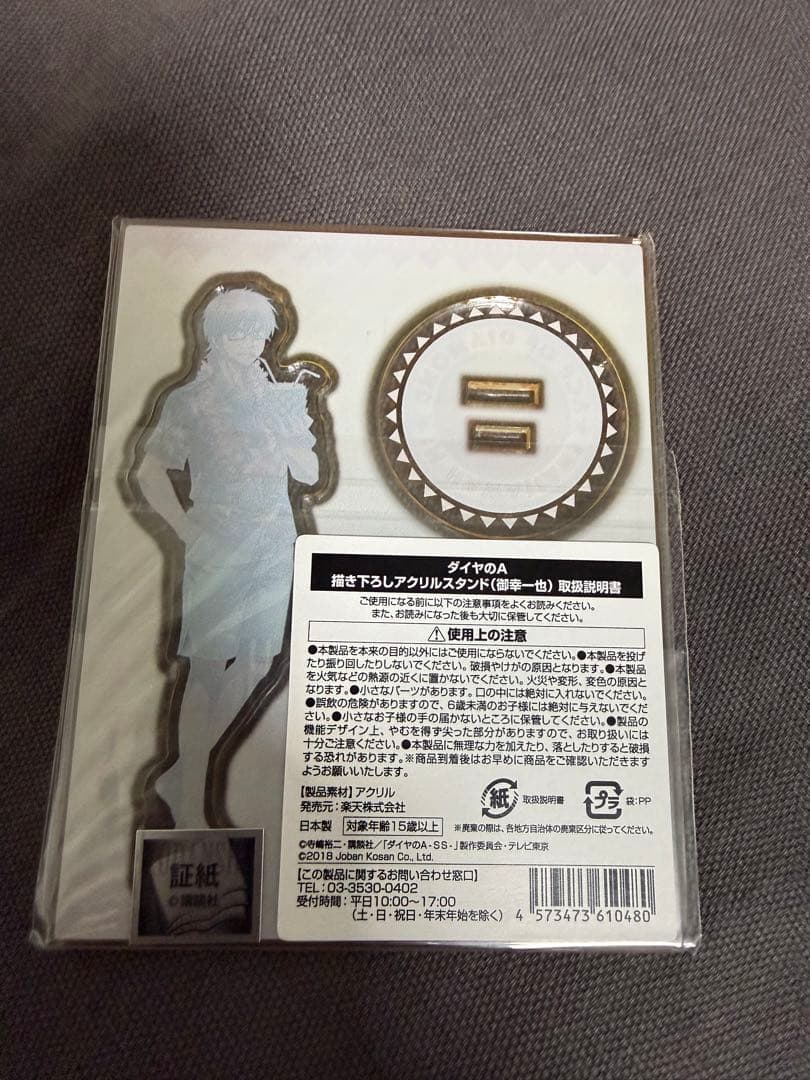 ダイヤのA
描き下ろしアクリルスタンド(御幸一也) 取扱説明書
ご使用になる前に以下の注意事項をよくお読みください。
また、お読みになった後も大切に保管してください。
⚠使用上の注意
●本製品を本来の目的以外にはご使用にならないでください。●本製品を投げ
たり振り回したりしないでください。破損やけがの原因となります。●本製品
を火気などの熱源の近くに置かないでください。火災や変形、変色の原因と
なります。●小さなパーツがあります。口の中には絶対に入れないでください。
●誤飲の危険がありますので、6歳未満のお子様には絶対に与えないでくださ
い。●小さなお子様の手の届かないところに保管してください。●製品の
機能デザイン上、やむを得ず尖った部分がありますので、お取り扱いには
十分ご注意ください。●本製品に無理な力を加えたり、落としたりすると破損
する恐れがあります。※商品到着後はお早めに商品をご確認いただきます
ようお願いいたします。
【製品素材】アクリル
発売元:楽天株式会社
紙 取扱説明書
プラ 袋:PP
日本製 対象年齢15歳以上 ※廃棄の際は、各地方自治体の廃棄区分に従ってください。
©寺嶋裕二・講談社/「ダイヤのA-SS-」製作委員会・テレビ東京
©2018 Joban Kosan Co., Ltd.
【この製品に関するお問い合わせ窓口】
TEL:03-3530-0402
受付時間:平日10:00～17:00
(土・日・祝日・年末年始を除く)
4 573473 610480
証紙
©講談社